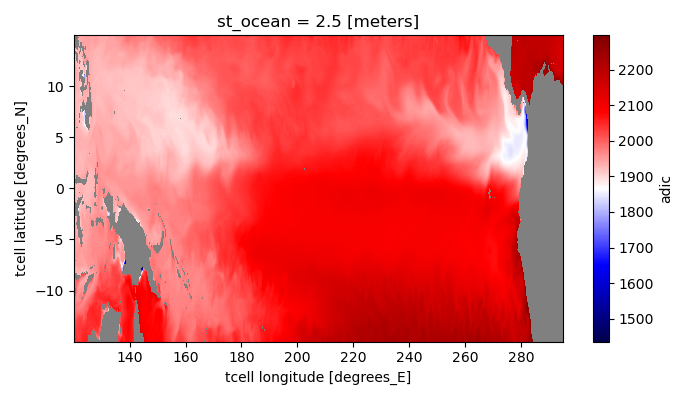 st_ocean = 2.5 [meters]
10
5
0
−5
−10
tcell latitude [degrees_N]
140 160 180 200 220 240 260 280
tcell longitude [degrees_E]
2200
2100
2000
1900
1800
1700
1600
1500
adic